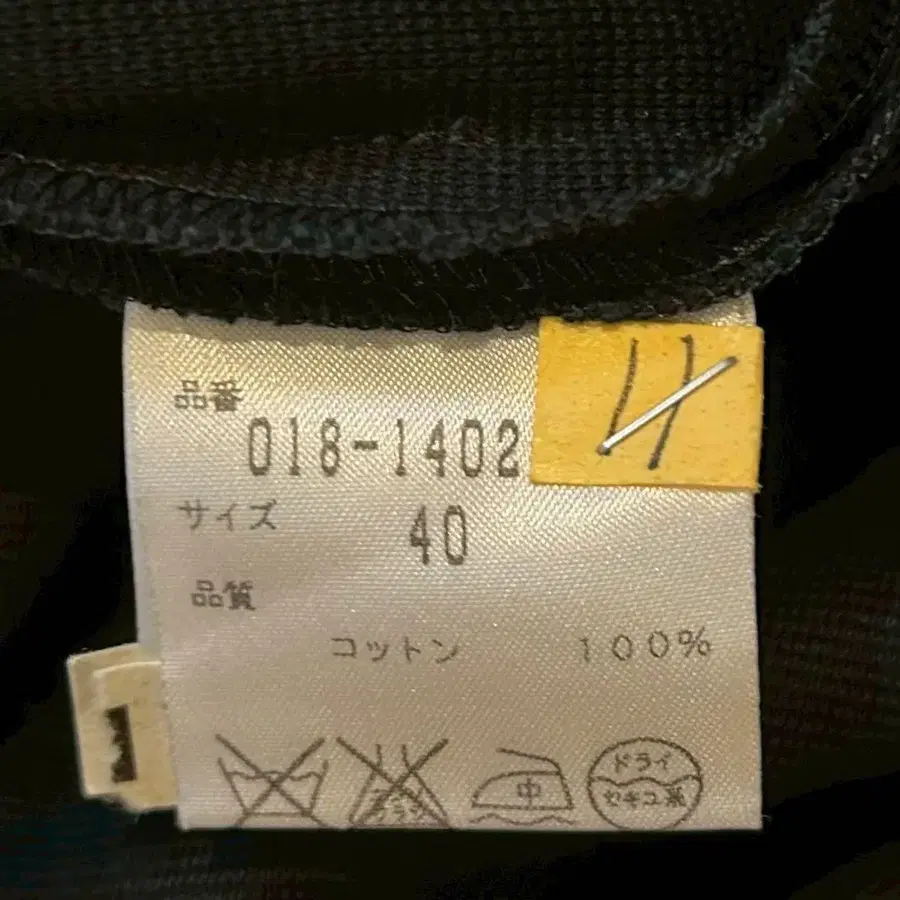 品番
018-1402
サイズ 40
品質
コットン 100%
中
ドライ
セキユ系